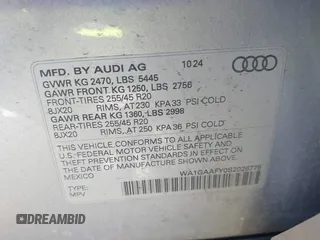 MFD. BY AUDI AG 10 24
GVWR KG 2470, LBS 5445
GAWR FRONT KG 1250, LBS 2756
FRONT-TIRES 255/45 R20
8JX20 RIMS, AT 230 KPA 33 PSI COLD
GAWR REAR KG 1360, LBS 2998
REAR-TIRES 255/45 R20
8JX20 RIMS, AT 250 KPA 36 PSI COLD
THIS VEHICLE CONFORMS TO ALL APPLICABLE
FEDERAL MOTOR VEHICLE SAFETY AND
THEFT PREVENTION STANDARDS IN EFFECT
ON THE DATE OF MANUFACTURE SHOWN ABOVE.
TYPE:
MPV
MEXICO
DREAMBID
STAT.VIN